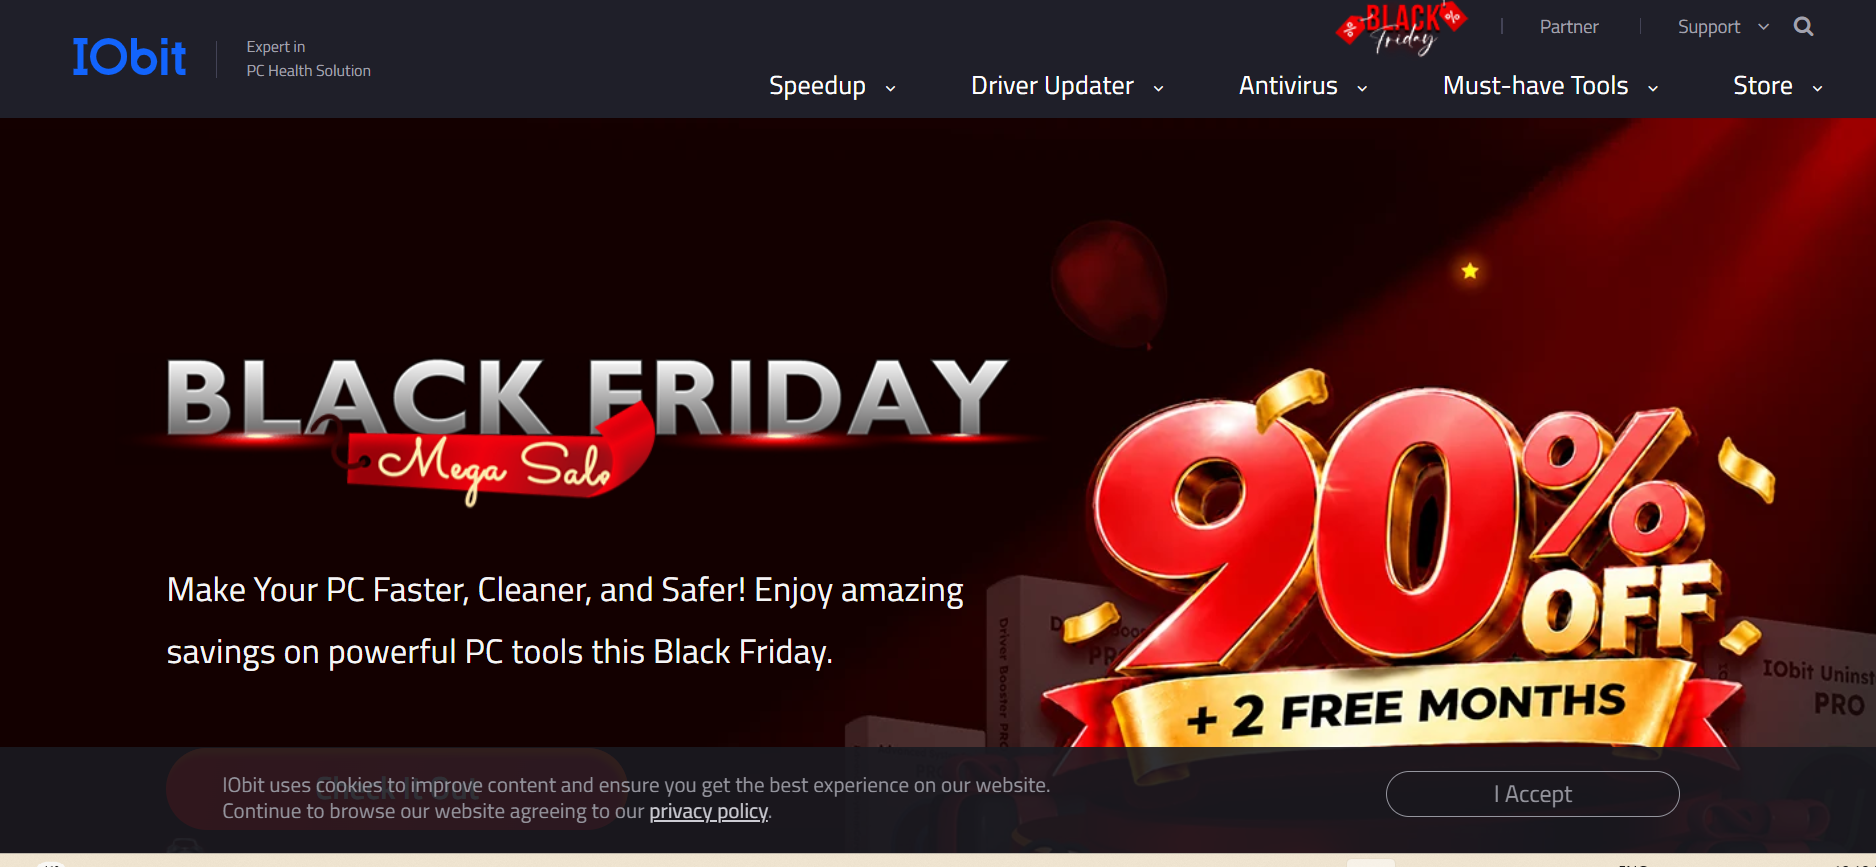 IObit
Expert in
PC Health Solution
BLACK
Friday
Partner
Support
Speedup
Driver Updater
Antivirus
Must-have Tools
Store
BLACK FRIDAY
Mega Sale
Make Your PC Faster, Cleaner, and Safer! Enjoy amazing
savings on powerful PC tools this Black Friday.
90%
OFF
+ 2 FREE MONTHS
Driver Booster PRO
IObit Uninst
PRO
Check It Out
IObit uses cookies to improve content and ensure you get the best experience on our website.
Continue to browse our website agreeing to our privacy policy.
I Accept